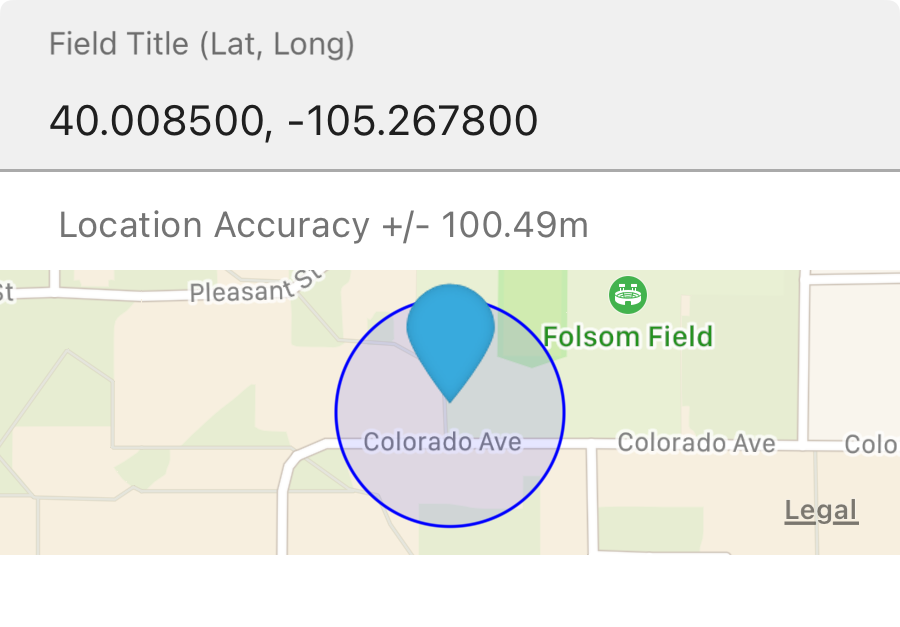 Field Title (Lat, Long)
40.008500, -105.267800
Location Accuracy +/- 100.49m
St
Pleasant St
Folsom Field
Colorado Ave
Colorado Ave
Colo
Legal